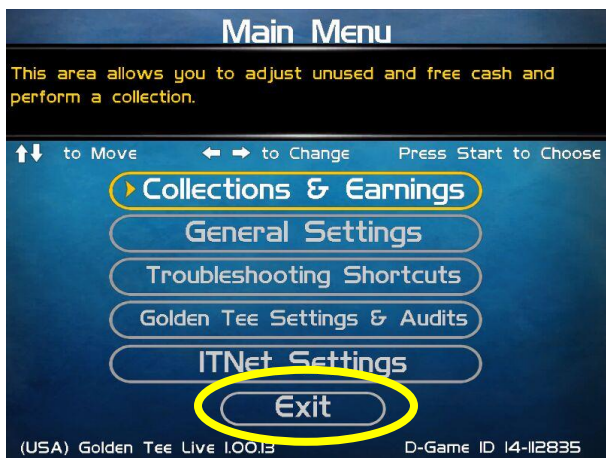 Main Menu
This area allows you to adjust unused and free cash and
perform a collection.
to Move to Change Press Start to Choose
Collections & Earnings
General Settings
Troubleshooting Shortcuts
Golden Tee Settings & Audits
ITNet Settings
Exit
(USA) Golden Tee Live 1.00.13 D-Game ID 14-112835